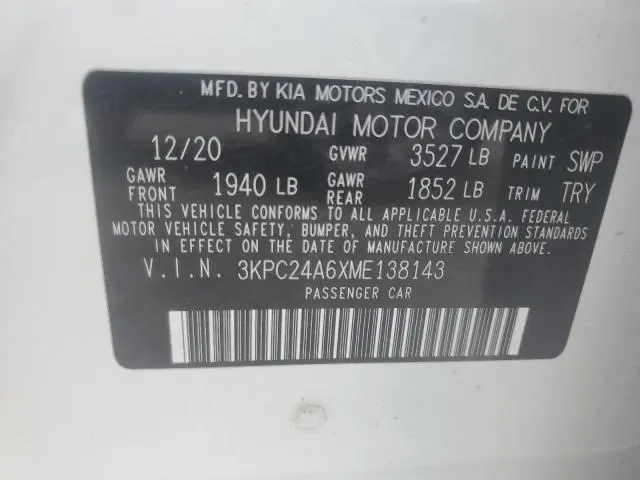 MFD. BY KIA MOTORS MEXICO S.A. DE C.V. FOR
HYUNDAI MOTOR COMPANY
12/20 GVWR 3527 LB PAINT SWP
GAWR FRONT 1940 LB GAWR REAR 1852 LB TRIM TRY
THIS VEHICLE CONFORMS TO ALL APPLICABLE U.S.A. FEDERAL
MOTOR VEHICLE SAFETY, BUMPER, AND THEFT PREVENTION STANDARDS
IN EFFECT ON THE DATE OF MANUFACTURE SHOWN ABOVE.
V.I.N. 3KPC24A6XME138143
PASSENGER CAR